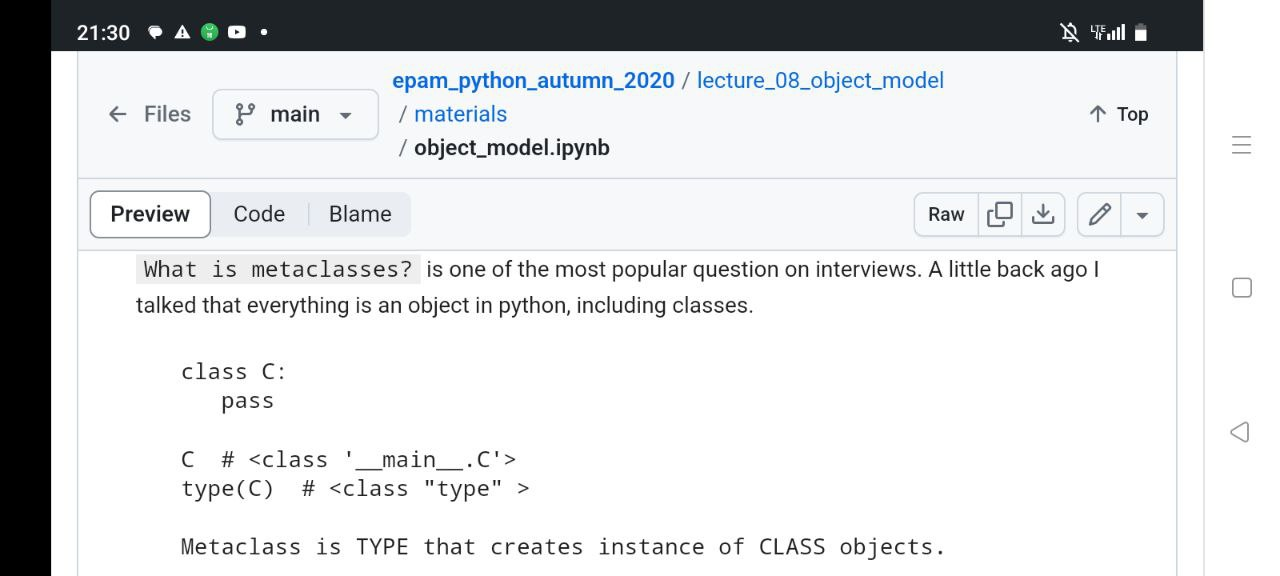 21:30
LTE
epam_python_autumn_2020 / lecture_08_object_model
← Files
main
/ materials
↑ Top
/ object_model.ipynb
Preview
Code
Blame
Raw
What is metaclasses? is one of the most popular question on interviews. A little back ago I
talked that everything is an object in python, including classes.
class C:
pass
C # <class '__main__.C'>
type(C) # <class "type" >
Metaclass is TYPE that creates instance of CLASS objects.